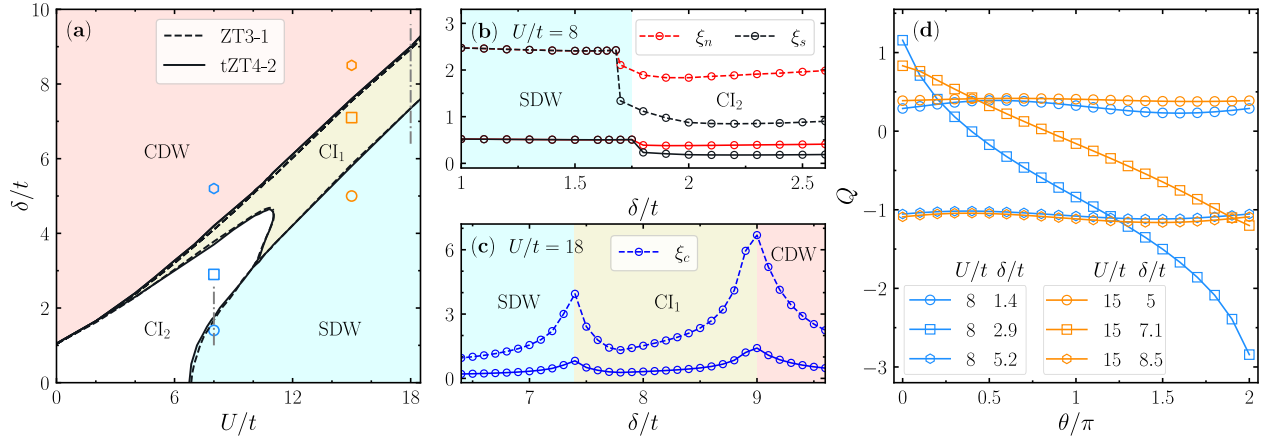 (a)
ZT3-1
tZT4-2
CDW
CI₁
CI₂
SDW
10
8
6
4
2
0
δ/t
0 6 12 18
U/t
(b) U/t = 8
ξₙ
ξₛ
SDW
CI₂
3
2
1
0
1 1.5 2 2.5
δ/t
(c) U/t = 18
ξ_c
SDW
CI₁
CDW
6
3
0
7 8 9
δ/t
(d)
1
0
−1
−2
−3
Q
U/t δ/t
8 1.4
8 2.9
8 5.2
U/t δ/t
15 5
15 7.1
15 8.5
0 0.5 1 1.5 2
θ/π